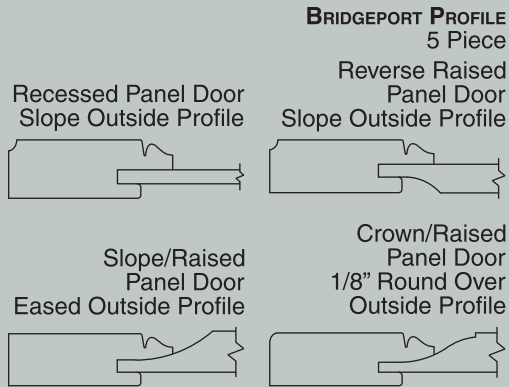 BRIDGEPORT PROFILE
5 Piece
Recessed Panel Door
Slope Outside Profile
Reverse Raised
Panel Door
Slope Outside Profile
Slope/Raised
Panel Door
Eased Outside Profile
Crown/Raised
Panel Door
1/8” Round Over
Outside Profile